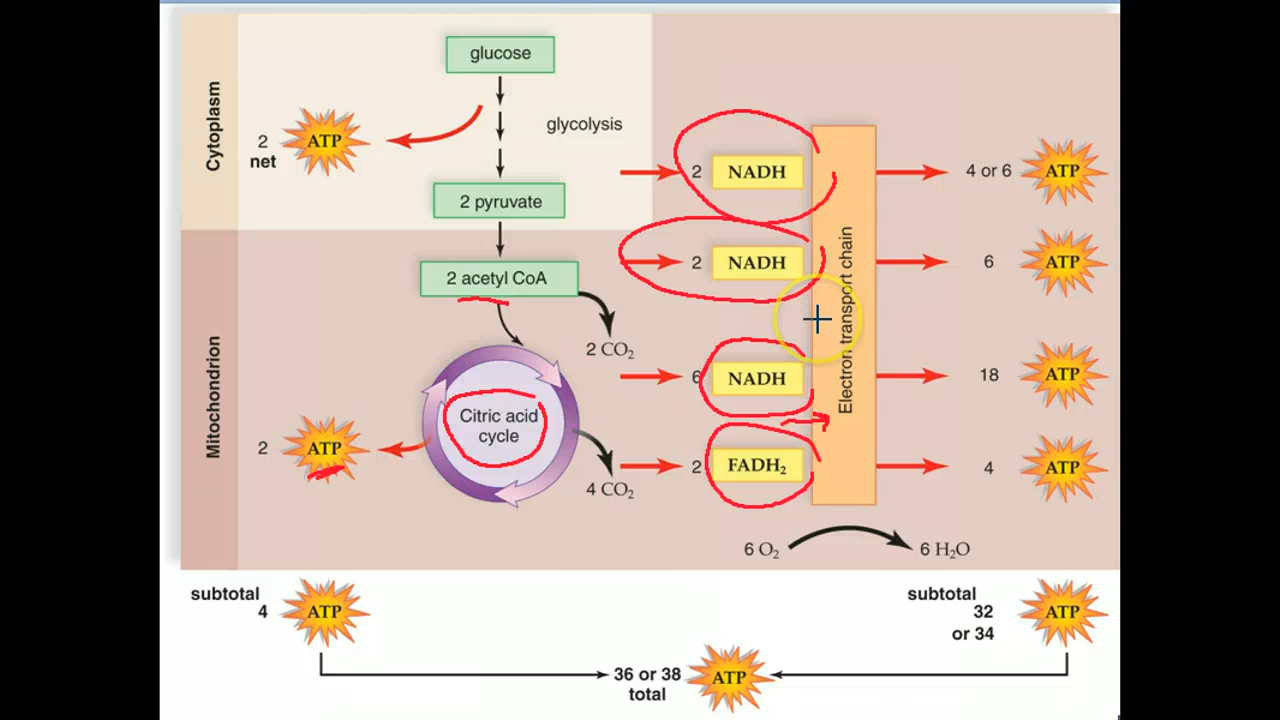 glucose
glycolysis
Cytoplasm
2
net
ATP
2 NADH
4 or 6 ATP
2 pyruvate
2 NADH
6 ATP
2 acetyl CoA
Electron transport chain
Mitochondrion
2 CO₂
6 NADH
18 ATP
Citric acid
cycle
2 ATP
4 CO₂
2 FADH₂
4 ATP
6 O₂
6 H₂O
subtotal
4 ATP
subtotal
32
or 34
ATP
36 or 38
total
ATP